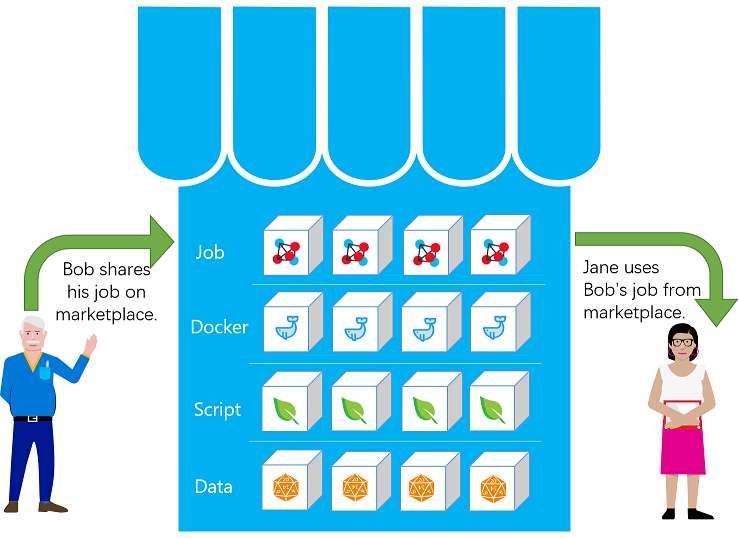 Job
Bob shares
his job on
marketplace.
Jane uses
Bob's job from
marketplace.
Docker
Script
Data